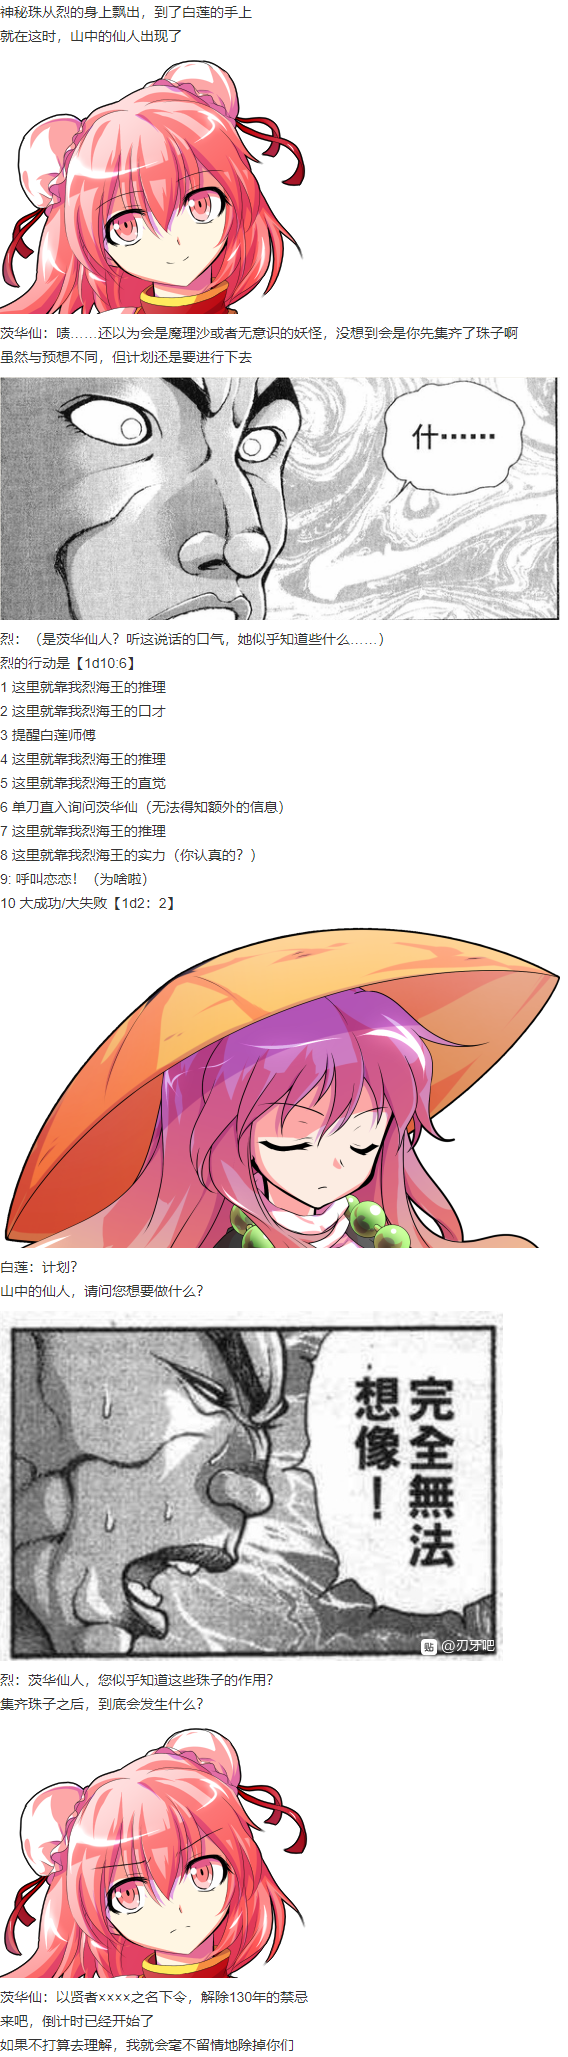 神秘珠从烈的身上飘出，到了白莲的手上
就在这时，山中的仙人出现了
茨华仙：啧……还以为会是魔理沙或者无意识的妖怪，没想到会是你先集齐了珠子啊
虽然与预想不同，但计划还是要进行下去
什……
烈：（是茨华仙人？听这说话的口气，她似乎知道些什么……）
烈的行动是【1d10:6】
1 这里就靠我烈海王的推理
2 这里就靠我烈海王的口才
3 提醒白莲师傅
4 这里就靠我烈海王的推理
5 这里就靠我烈海王的直觉
6 单刀直入询问茨华仙（无法得知额外的信息）
7 这里就靠我烈海王的推理
8 这里就靠我烈海王的实力（你认真的？）
9: 呼叫恋恋！（为啥啦）
10 大成功/大失败【1d2：2】
白莲：计划？
山中的仙人，请问您想要做什么？
完全無法
想像！
贴 @刃牙吧
烈：茨华仙人，您似乎知道这些珠子的作用？
集齐珠子之后，到底会发生什么？
茨华仙：以贤者××××之名下令，解除130年的禁忌
来吧，倒计时已经开始了
如果不打算去理解，我就会毫不留情地除掉你们